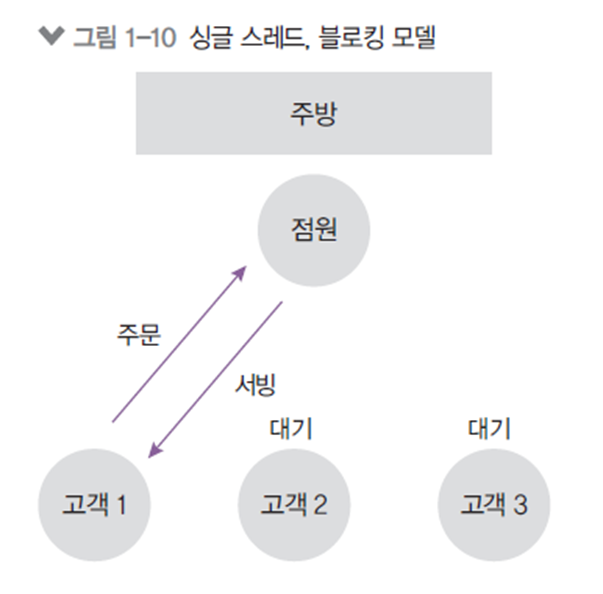 그림 1-10 싱글 스레드, 블로킹 모델
주방
점원
주문
서빙
대기 대기
고객 1 고객 2 고객 3